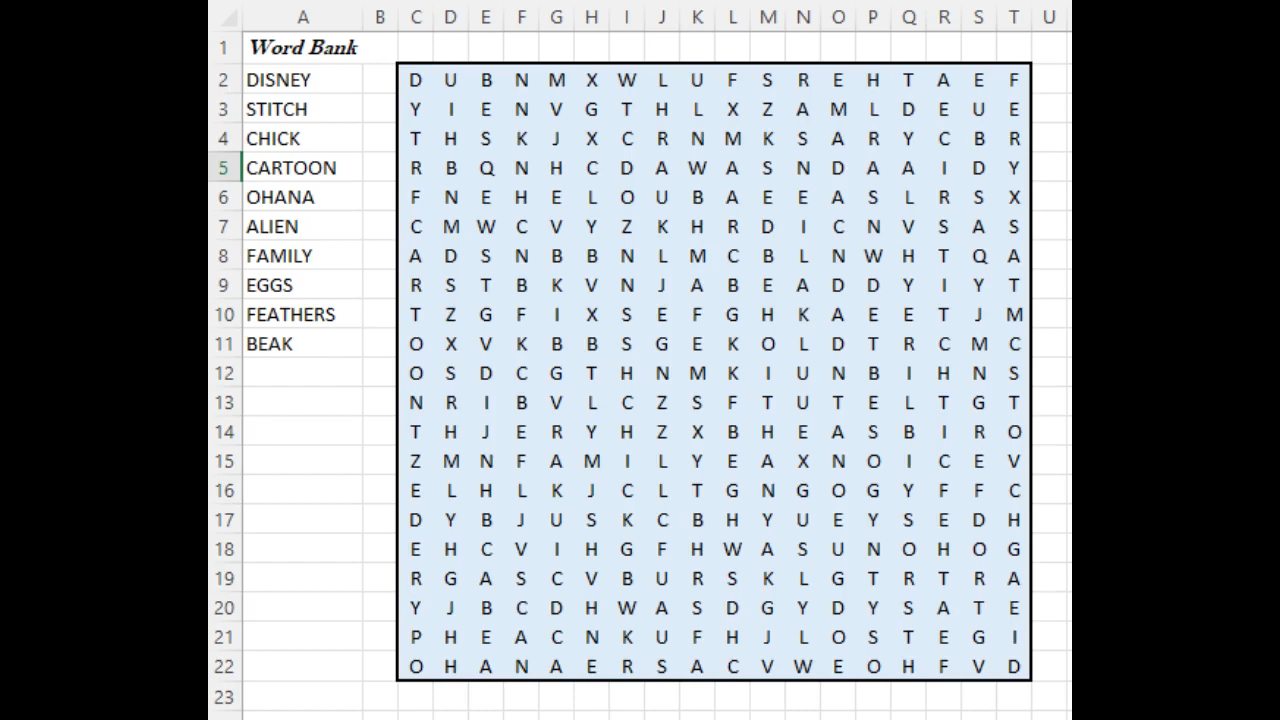 A B C D E F G H I J K L M N O P Q R S T U
1 Word Bank
2 DISNEY D U B N M X W L U F S R E H T A E F
3 STITCH Y I E N V G T H L X Z A M L D E U E
4 CHICK T H S K J X C R N M K S A R Y C B R
5 CARTOON R B Q N H C D A W A S N D A A I D Y
6 OHANA F N E H E L O U B A E E A S L R S X
7 ALIEN C M W C V Y Z K H R D I C N V S A S
8 FAMILY A D S N B B N L M C B L N W H T Q A
9 EGGS R S T B K V N J A B E A D D Y I Y T
10 FEATHERS T Z G F I X S E F G H K A E E T J M
11 BEAK O X V K B B S G E K O L D T R C M C
12 O S D C G T H N M K I U N B I H N S
13 N R I B V L C Z S F T U T E L T G T
14 T H J E R Y H Z X B H E A S B I R O
15 Z M N F A M I L Y E A X N O I C E V
16 E L H L K J C L T G N G O G Y F F C
17 D Y B J U S K C B H Y U E Y S E D H
18 E H C V I H G F H W A S U N O H O G
19 R G A S C V B U R S K L G T R T R A
20 Y J B C D H W A S D G Y D Y S A T E
21 P H E A C N K U F H J L O S T E G I
22 O H A N A E R S A C V W E O H F V D
23